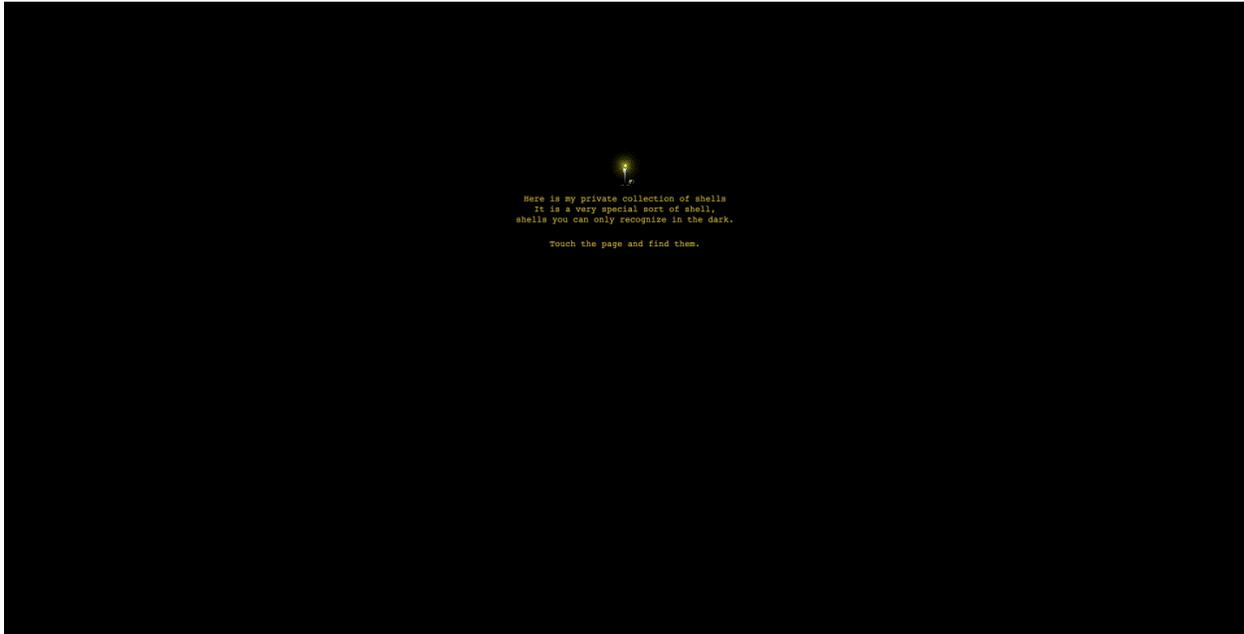 Here is my private collection of shells
It is a very special sort of shell,
shells you can only recognize in the dark.
Touch the page and find them.